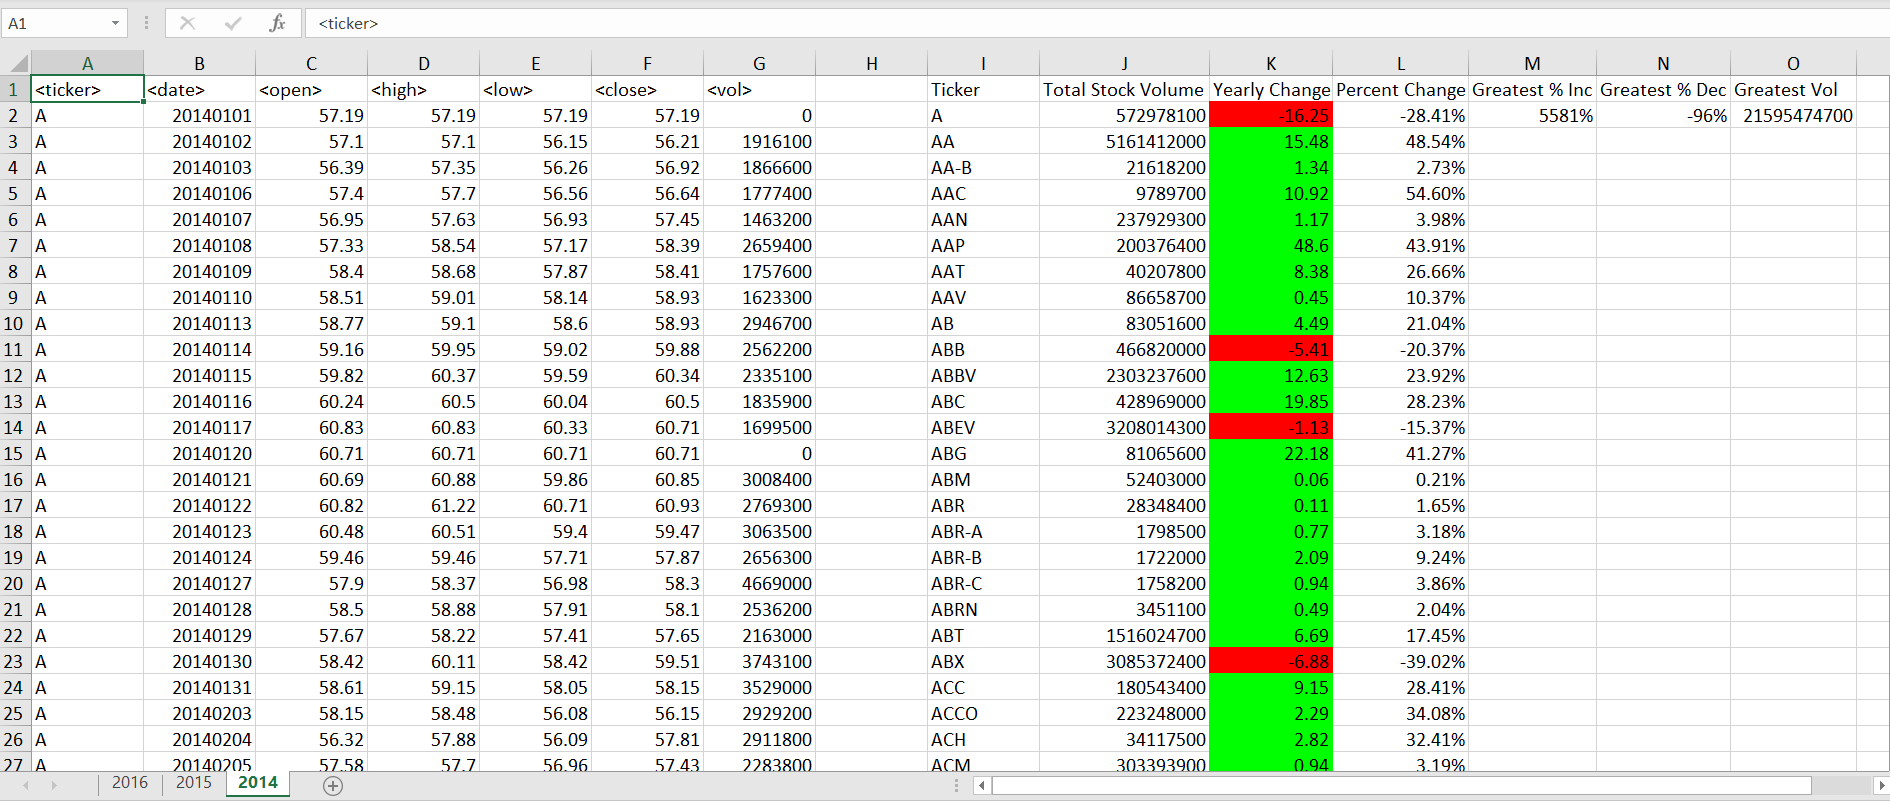 A1 fx <ticker>
A B C D E F G H I J K L M N O
1 <ticker> <date> <open> <high> <low> <close> <vol> Ticker Total Stock Volume Yearly Change Percent Change Greatest % Inc Greatest % Dec Greatest Vol
2 A 20140101 57.19 57.19 57.19 57.19 0 A 572978100 -16.25 -28.41% 5581% -96% 21595474700
3 A 20140102 57.1 57.1 56.15 56.21 1916100 AA 5161412000 15.48 48.54%
4 A 20140103 56.39 57.35 56.26 56.92 1866600 AA-B 21618200 1.34 2.73%
5 A 20140106 57.4 57.7 56.56 56.64 1777400 AAC 9789700 10.92 54.60%
6 A 20140107 56.95 57.63 56.93 57.45 1463200 AAN 237929300 1.17 3.98%
7 A 20140108 57.33 58.54 57.17 58.39 2659400 AAP 200376400 48.6 43.91%
8 A 20140109 58.4 58.68 57.87 58.41 1757600 AAT 40207800 8.38 26.66%
9 A 20140110 58.51 59.01 58.14 58.93 1623300 AAV 86658700 0.45 10.37%
10 A 20140113 58.77 59.1 58.6 58.93 2946700 AB 83051600 4.49 21.04%
11 A 20140114 59.16 59.95 59.02 59.88 2562200 ABB 466820000 -5.41 -20.37%
12 A 20140115 59.82 60.37 59.59 60.34 2335100 ABBV 2303237600 12.63 23.92%
13 A 20140116 60.24 60.5 60.04 60.5 1835900 ABC 428969000 19.85 28.23%
14 A 20140117 60.83 60.83 60.33 60.71 1699500 ABEV 3208014300 -1.13 -15.37%
15 A 20140120 60.71 60.71 60.71 60.71 0 ABG 81065600 22.18 41.27%
16 A 20140121 60.69 60.88 59.86 60.85 3008400 ABM 52403000 0.06 0.21%
17 A 20140122 60.82 61.22 60.71 60.93 2769300 ABR 28348400 0.11 1.65%
18 A 20140123 60.48 60.51 59.4 59.47 3063500 ABR-A 1798500 0.77 3.18%
19 A 20140124 59.46 59.46 57.71 57.87 2656300 ABR-B 1722000 2.09 9.24%
20 A 20140127 57.9 58.37 56.98 58.3 4669000 ABR-C 1758200 0.94 3.86%
21 A 20140128 58.5 58.88 57.91 58.1 2536200 ABRN 3451100 0.49 2.04%
22 A 20140129 57.67 58.22 57.41 57.65 2163000 ABT 1516024700 6.69 17.45%
23 A 20140130 58.42 60.11 58.42 59.51 3743100 ABX 3085372400 -6.88 -39.02%
24 A 20140131 58.61 59.15 58.05 58.15 3529000 ACC 180543400 9.15 28.41%
25 A 20140203 58.15 58.48 56.08 56.15 2929200 ACCO 223248000 2.29 34.08%
26 A 20140204 56.32 57.88 56.09 57.81 2911800 ACH 34117500 2.82 32.41%
27 A 20140205 57.58 57.7 56.96 57.43 2283800 ACM 303393900 0.94 3.19%
2016 2015 2014